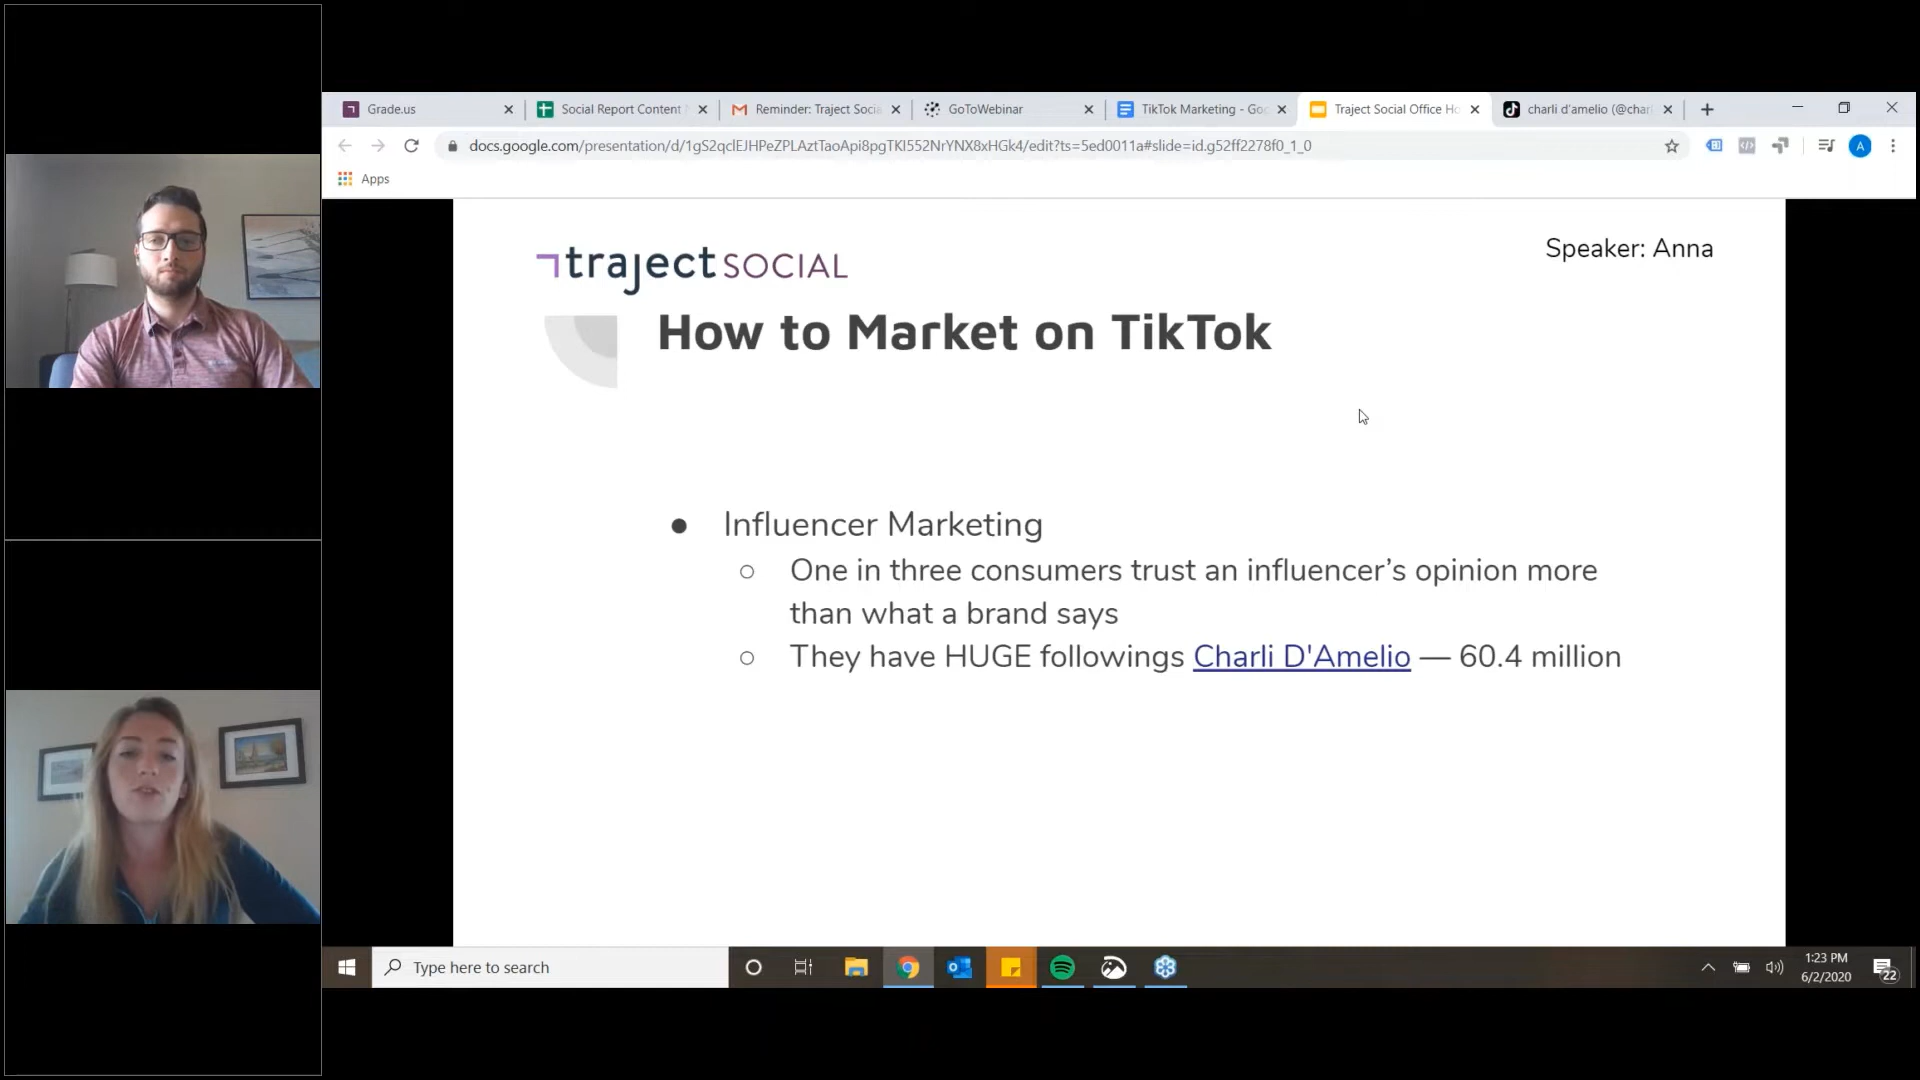 Grade.us
Social Report Content
Reminder: Traject Socia
GoToWebinar
TikTok Marketing - Goo
Traject Social Office Ho
charli d'amelio (@char
docs.google.com/presentation/d/1gS2qclEJHPeZPLAztTaoApi8pgTKI552NrYNX8xHGk4/edit?ts=5ed0011a#slide=id.g52ff2278f0_1_0
A
Apps
trajectSOCIAL
Speaker: Anna
How to Market on TikTok
● Influencer Marketing
○ One in three consumers trust an influencer’s opinion more
than what a brand says
○ They have HUGE followings Charli D'Amelio — 60.4 million
Type here to search
1:23 PM
6/2/2020
22